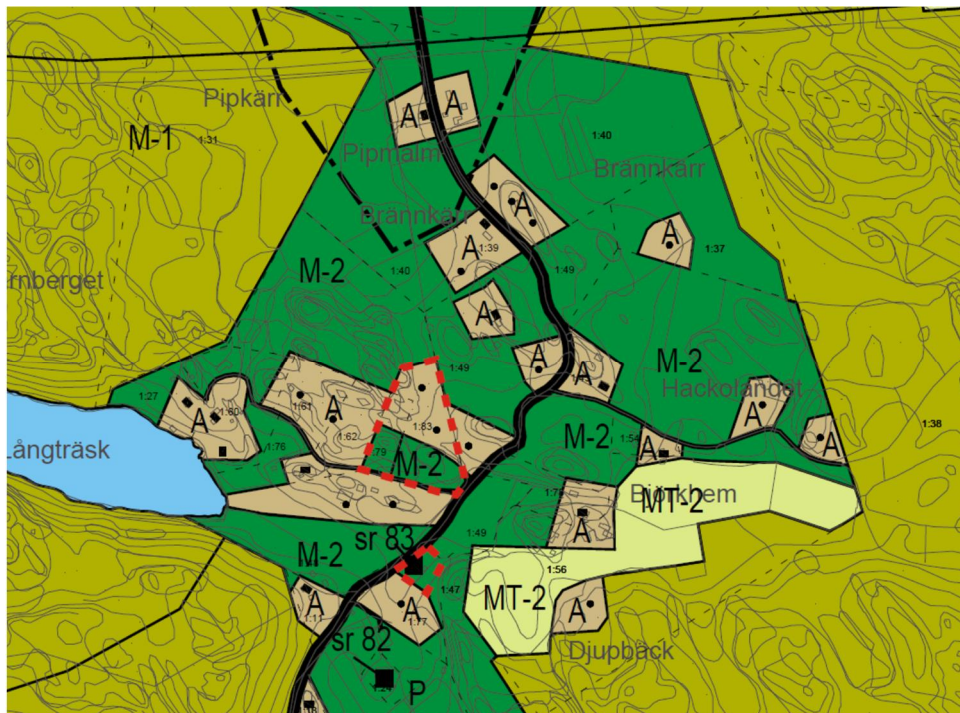 Pipkärr
M-1
1:31
A
A
Pipmalm
1:40
Brännkärr
Brännkärr
A
A
1:39
A
1:37
rnberget
M-2
1:40
1:49
A
1:49
A
A
M-2
Hackolandet
1:27
A
1:60
1:61
A
1:62
1:83
A
A
1:38
Långträsk
1:76
1:79
M-2
M-2
1:54
A
Björkhem
MT-2
A
sr 83
1:49
M-2
1:56
MT-2
1:47
A
1:11
A
1:77
A
sr 82
Djupbäck
P